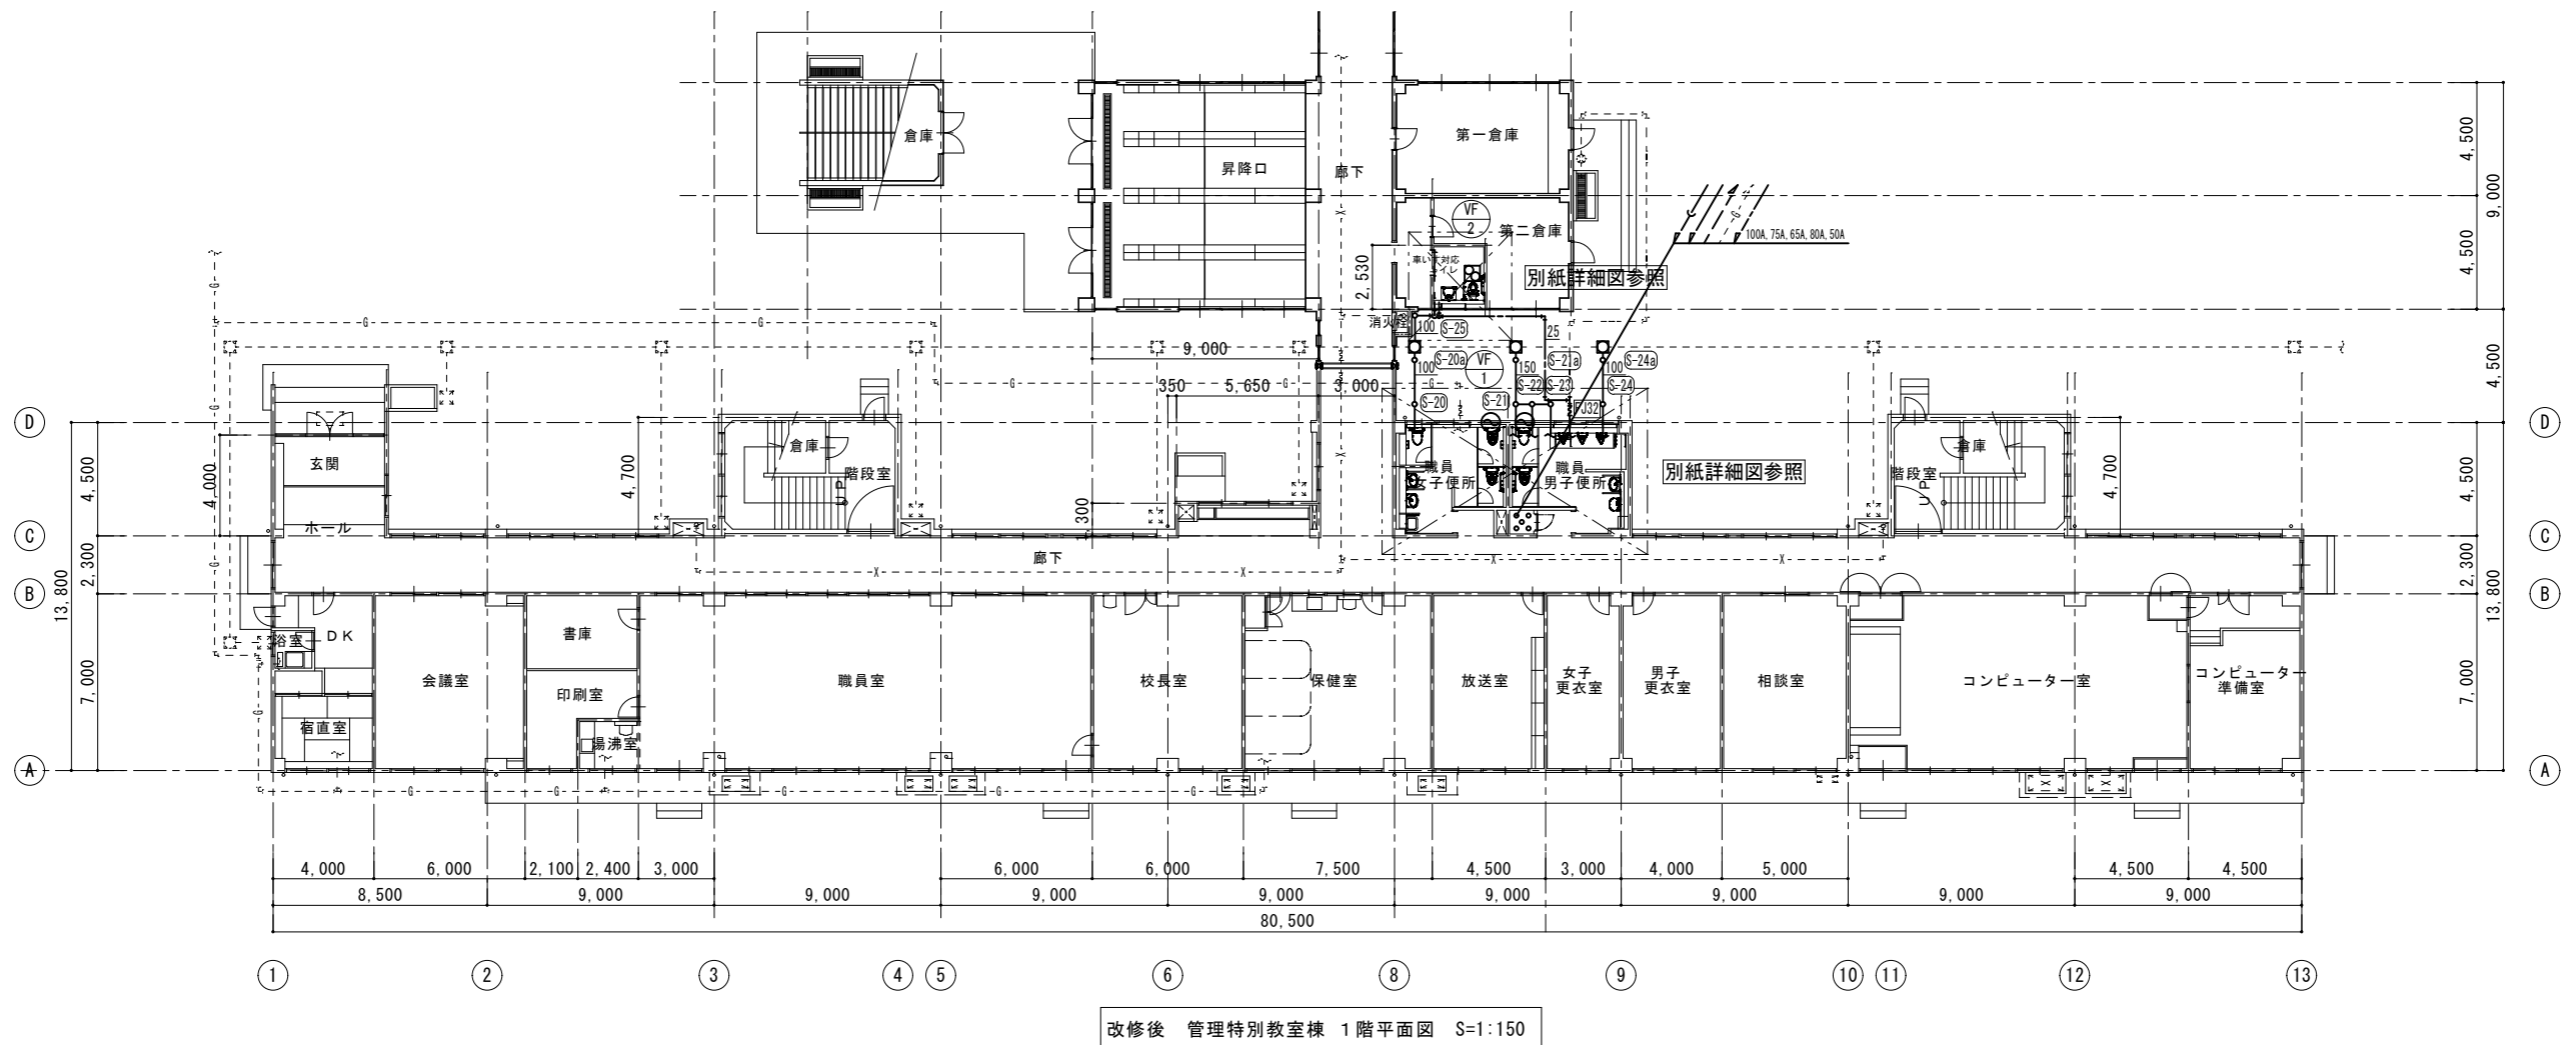 倉庫
昇降口
廊下
第一倉庫
4,500
9,000
4,500
VF
2
第二倉庫
100A, 75A, 65A, 80A, 50A
2,530
車いす対応
トイレ
別紙詳細図参照
G
G
消火栓
100
S-25
25
9,000
S-20a
VF
1
S-21a
S-24a
100
150
100
350
5,650
3,000
G
G
S-22
S-23
S-24
S-20
S-21
FJ32
4,500
D
D
4,500
4,000
玄関
4,700
倉庫
階段室
UP
職員
女子便所
職員
男子便所
別紙詳細図参照
倉庫
階段室
UP
4,700
4,500
1,300
ホール
C
C
13,800
2,300
廊下
X
X
X
X
2,300
13,800
B
B
浴室
DK
書庫
7,000
会議室
印刷室
職員室
校長室
保健室
放送室
女子
更衣室
男子
更衣室
相談室
コンピューター室
コンピューター
準備室
7,000
宿直室
湯沸室
A
A
G
G
G
G
4,000
6,000
2,100
2,400
3,000
6,000
6,000
7,500
4,500
3,000
4,000
5,000
4,500
4,500
8,500
9,000
9,000
9,000
9,000
9,000
9,000
9,000
9,000
80,500
1
2
3
4
5
6
8
9
10
11
12
13
改修後 管理特別教室棟 1階平面図 S=1:150